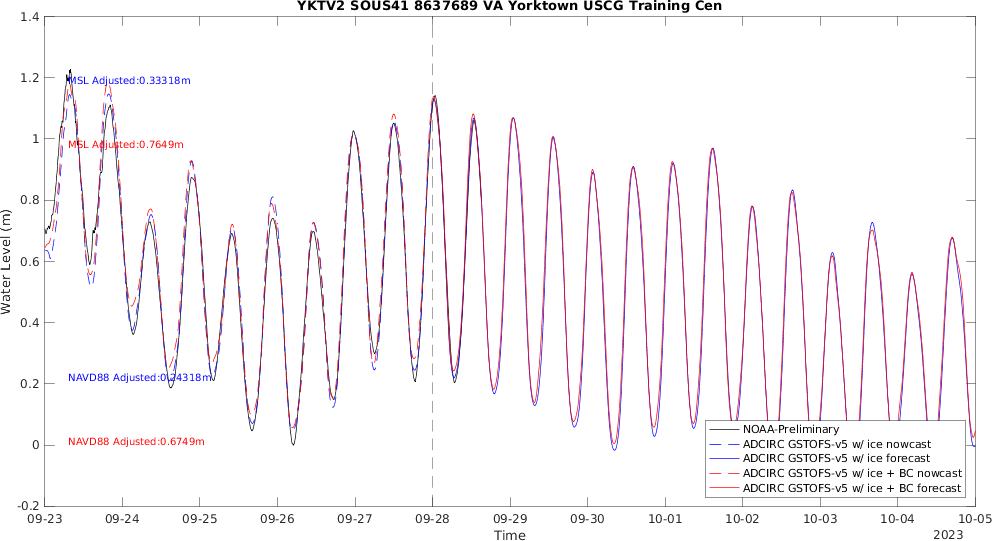 YKTV2 SOUS41 8637689 VA Yorktown USCG Training Cen
1.4
1.2
1
0.8
0.6
0.4
0.2
0
-0.2
Water Level (m)
MSL Adjusted:0.33318m
MSL Adjusted:0.7649m
NAVD88 Adjusted:0.24318m
NAVD88 Adjusted:0.6749m
NOAA-Preliminary
ADCIRC GSTOFS-v5 w/ ice nowcast
ADCIRC GSTOFS-v5 w/ ice forecast
ADCIRC GSTOFS-v5 w/ ice + BC nowcast
ADCIRC GSTOFS-v5 w/ ice + BC forecast
09-23 09-24 09-25 09-26 09-27 09-28 09-29 09-30 10-01 10-02 10-03 10-04 10-05
Time
2023